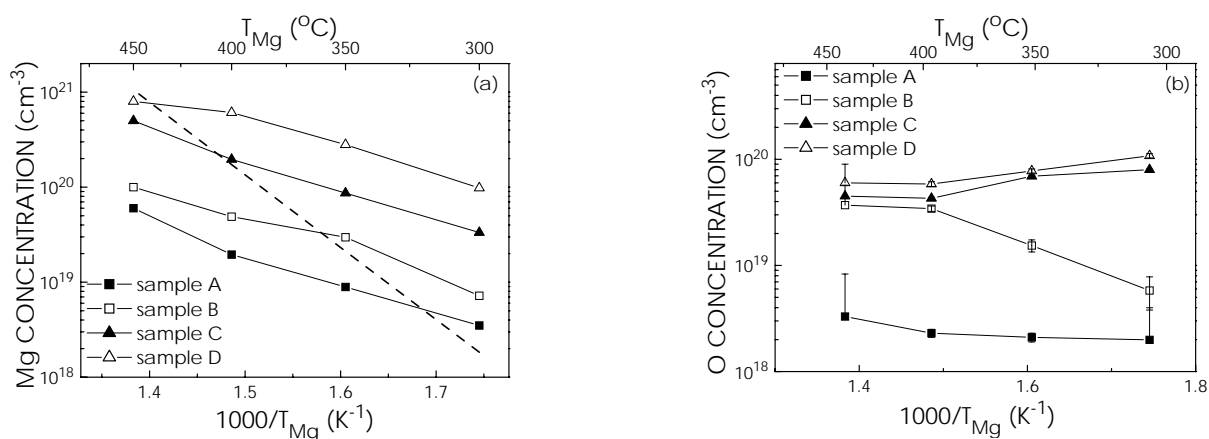 T_Mg (°C)
450 400 350 300
(a)
10^21
10^20
10^19
10^18
Mg CONCENTRATION (cm^-3)
sample A
sample B
sample C
sample D
1.4 1.5 1.6 1.7
1000/T_Mg (K^-1)
T_Mg (°C)
450 400 350 300
sample A
(b)
sample B
sample C
sample D
10^20
10^19
10^18
O CONCENTRATION (cm^-3)
1.4 1.6 1.8
1000/T_Mg (K^-1)